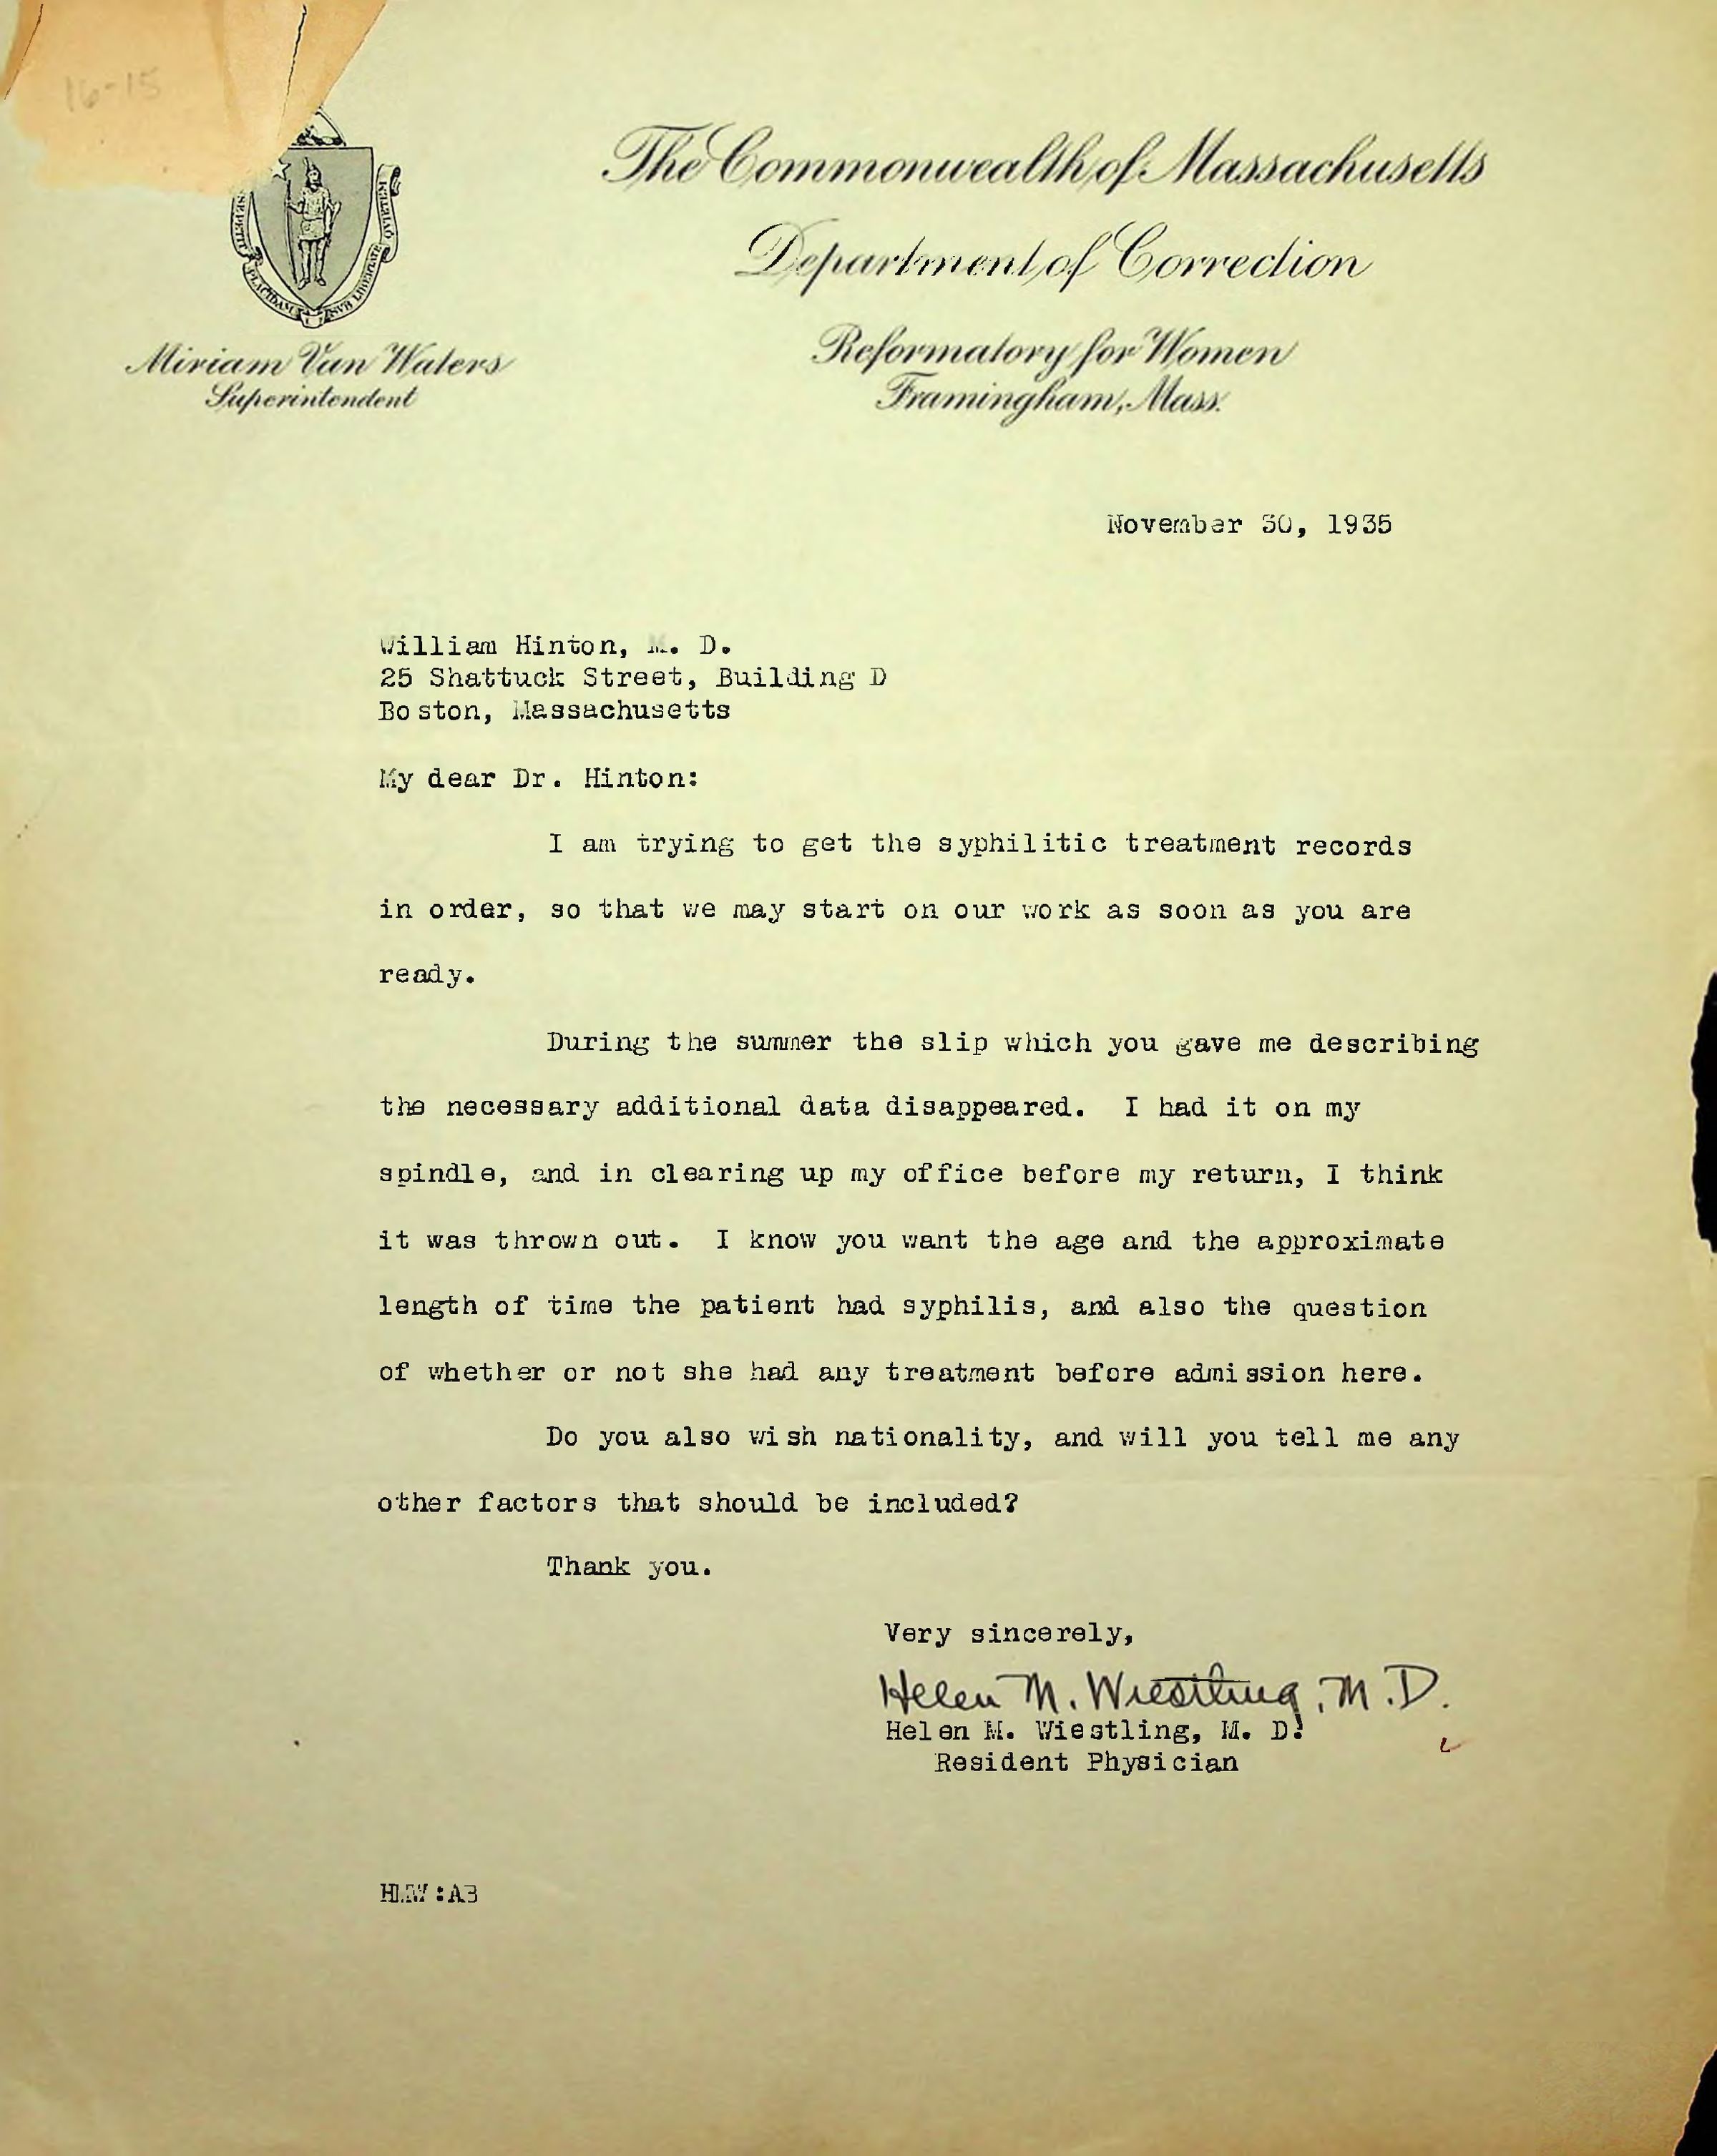 16-15
The Commonwealth of Massachusetts
Department of Correction
Reformatory for Women
Framingham, Mass.
PETIT PLACIDAM SVB LIBERTATE
Miriam Van Waters
Superintendent
November 30, 1935
William Hinton, M. D.
25 Shattuck Street, Building D
Boston, Massachusetts
My dear Dr. Hinton:
I am trying to get the syphilitic treatment records
in order, so that we may start on our work as soon as you are
ready.
During the summer the slip which you gave me describing
the necessary additional data disappeared. I had it on my
spindle, and in clearing up my office before my return, I think
it was thrown out. I know you want the age and the approximate
length of time the patient had syphilis, and also the question
of whether or not she had any treatment before admission here.
Do you also wish nationality, and will you tell me any
other factors that should be included?
Thank you.
Very sincerely,
Helen M. Wiestling, M.D.
Helen M. Wiestling, M. D.
Resident Physician
HMW:AB